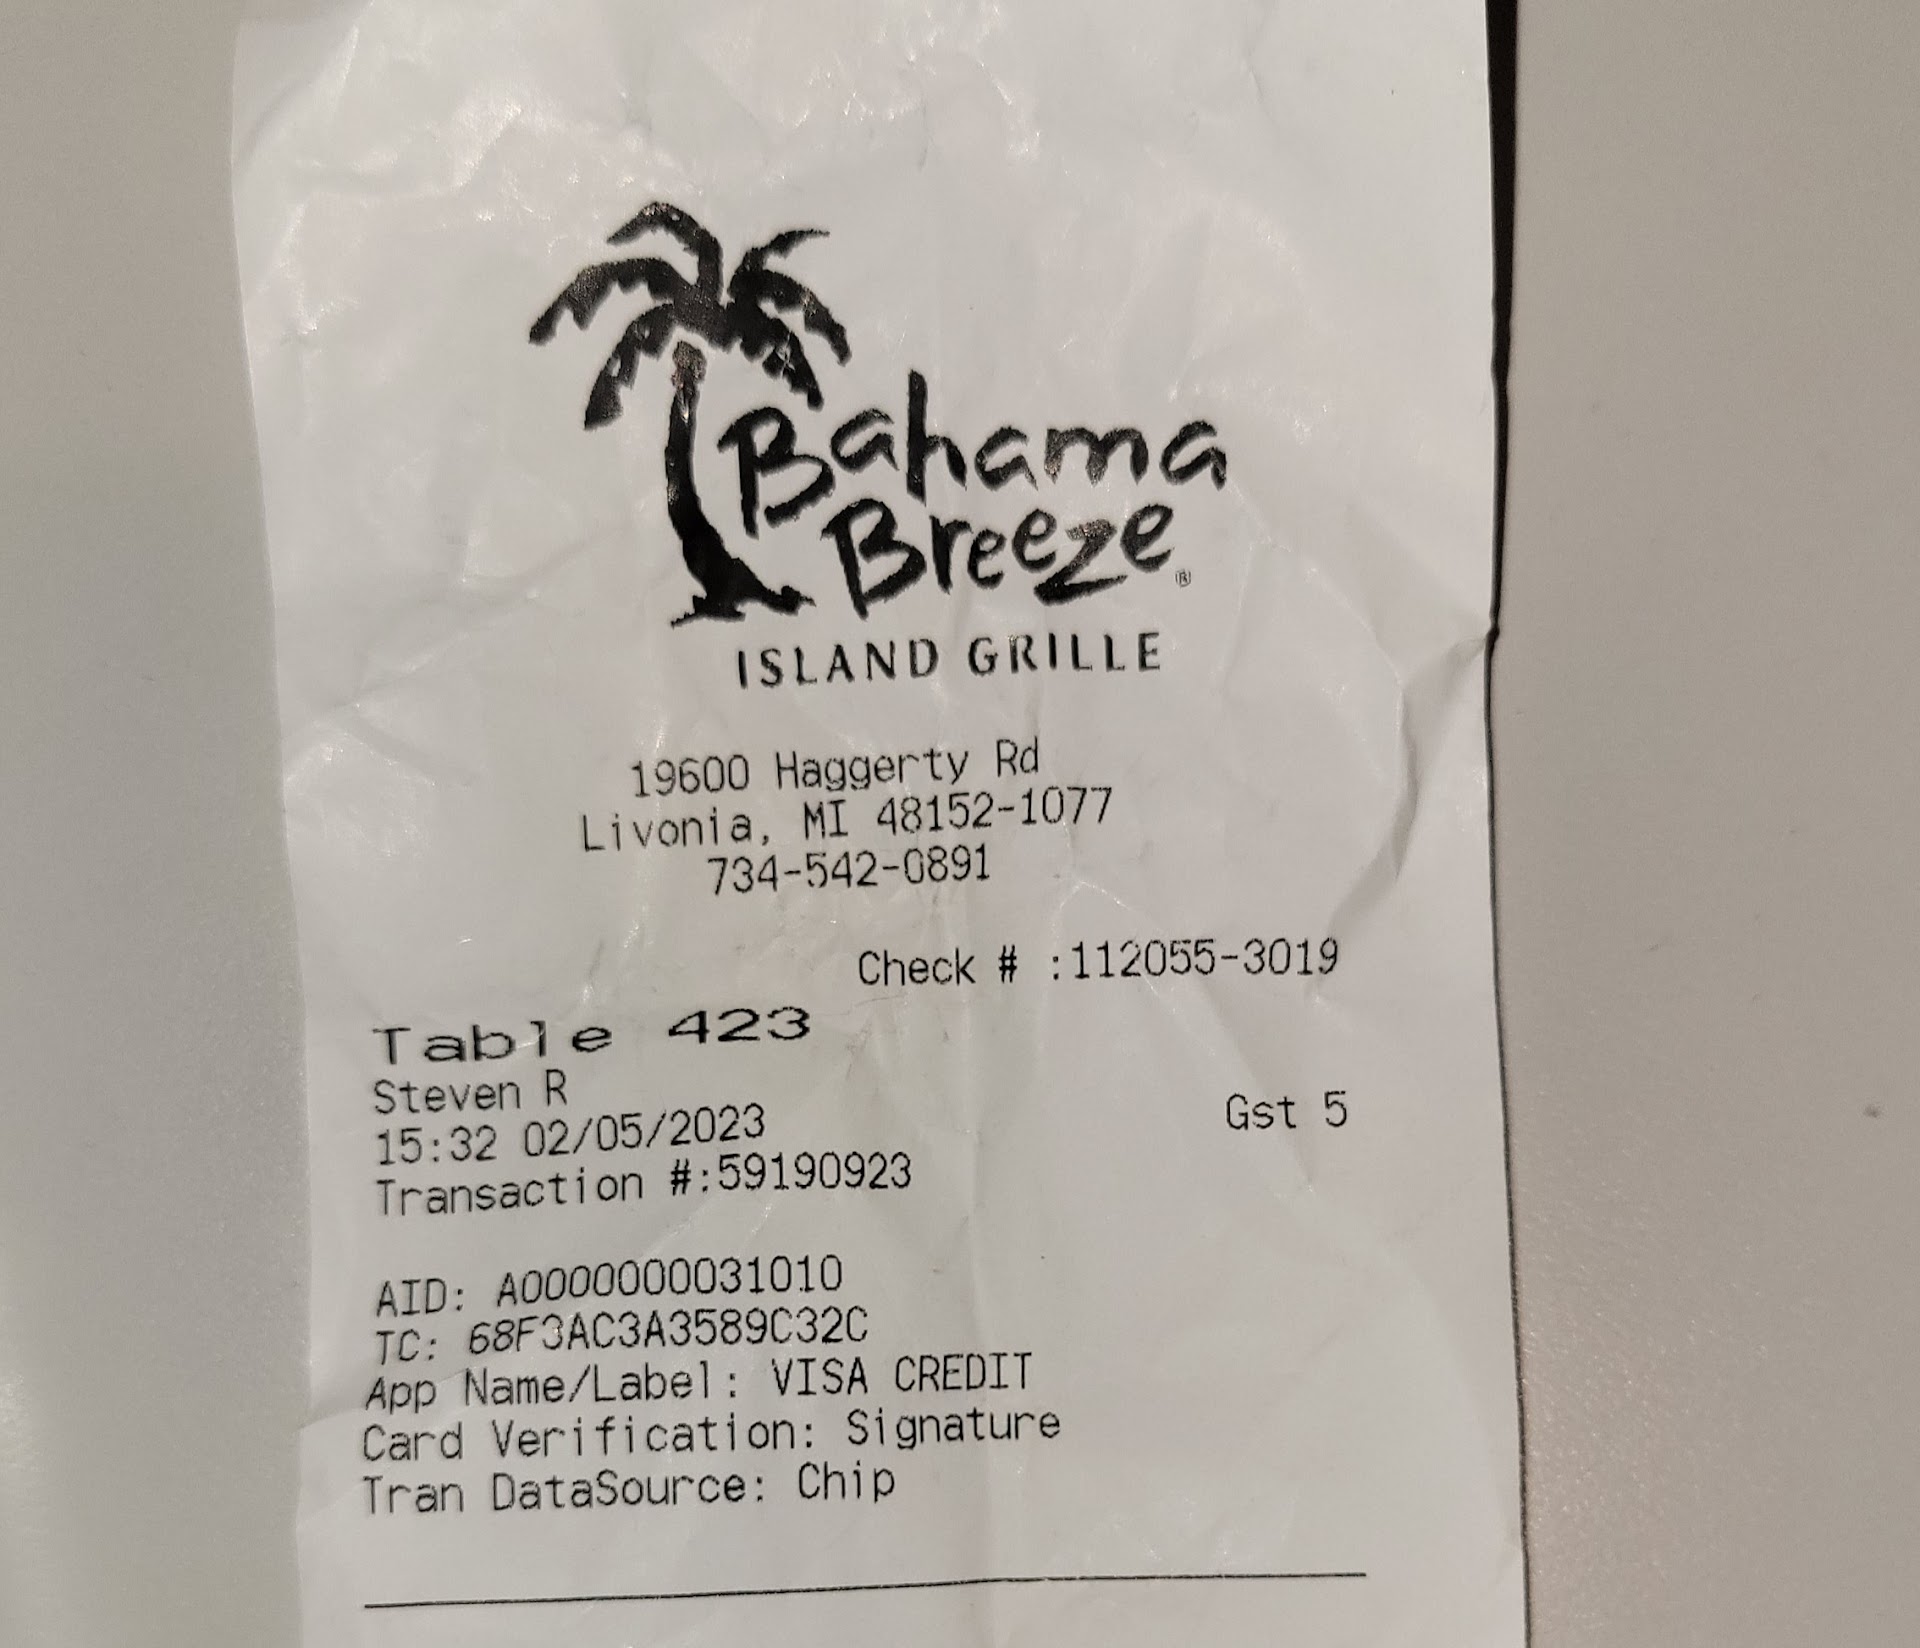 Bahama
Breeze®
ISLAND GRILLE
19600 Haggerty Rd
Livonia, MI 48152-1077
734-542-0891
Check # :112055-3019
Table 423
Steven R
Gst 5
15:32 02/05/2023
Transaction #:59190923
AID: A0000000031010
TC: 68F3AC3A3589C32C
App Name/Label: VISA CREDIT
Card Verification: Signature
Tran DataSource: Chip